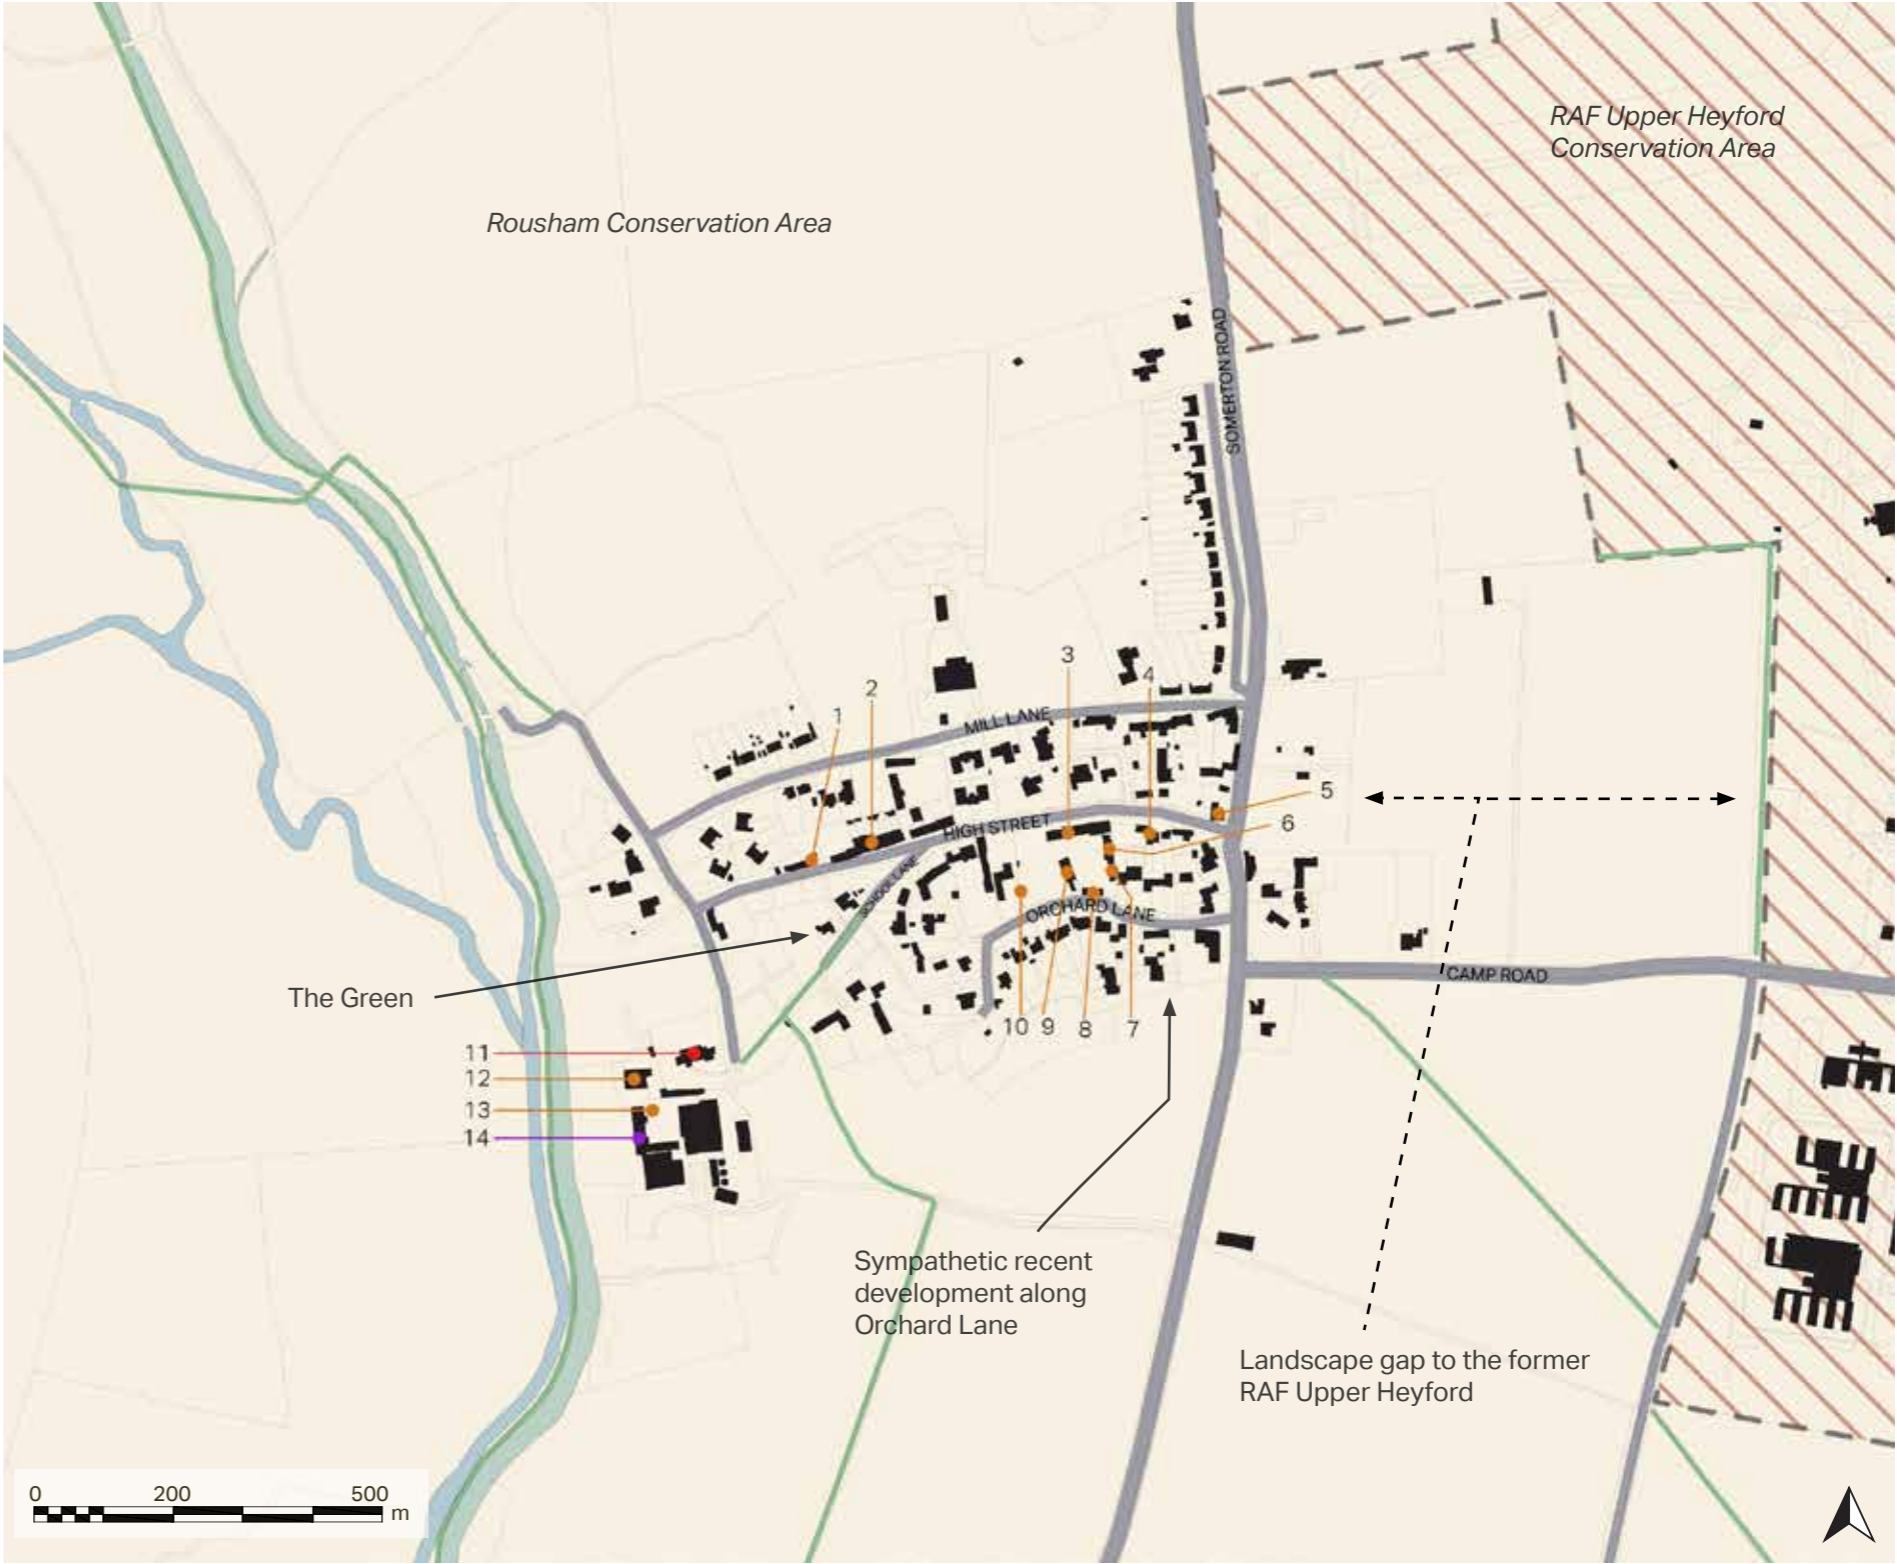 RAF Upper Heyford
Conservation Area
Rousham Conservation Area
SOMERTON ROAD
3
4
2
1
MILL LANE
5
6
HIGH STREET
SCHOOL LANE
ORCHARD LANE
The Green
CAMP ROAD
10
9
8
7
11
12
13
14
Sympathetic recent
development along
Orchard Lane
Landscape gap to the former
RAF Upper Heyford
0 200 500
m